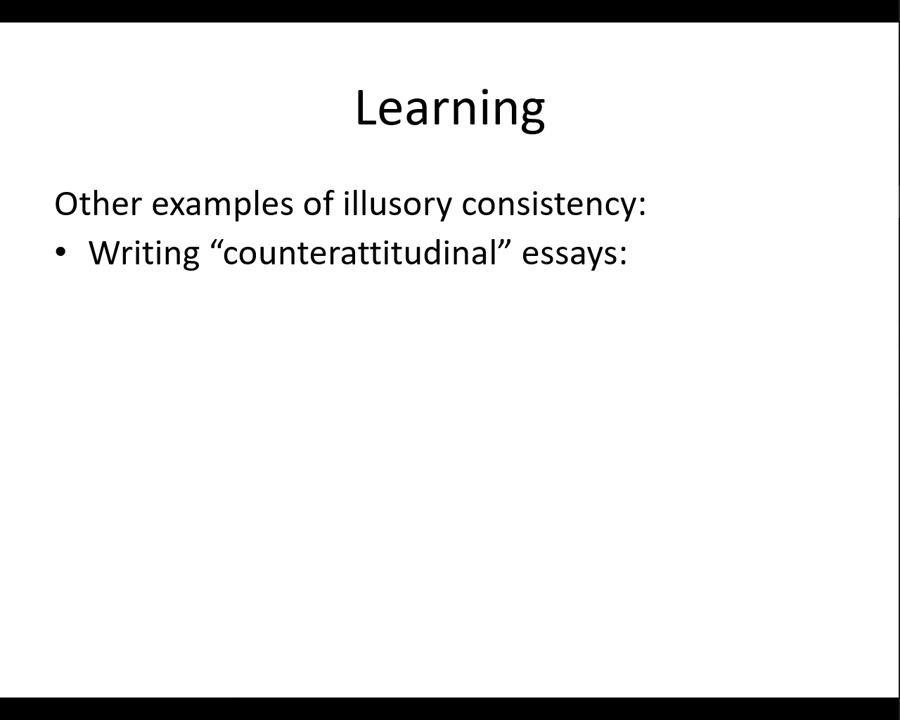 Learning
Other examples of illusory consistency:
• Writing “counterattitudinal” essays: